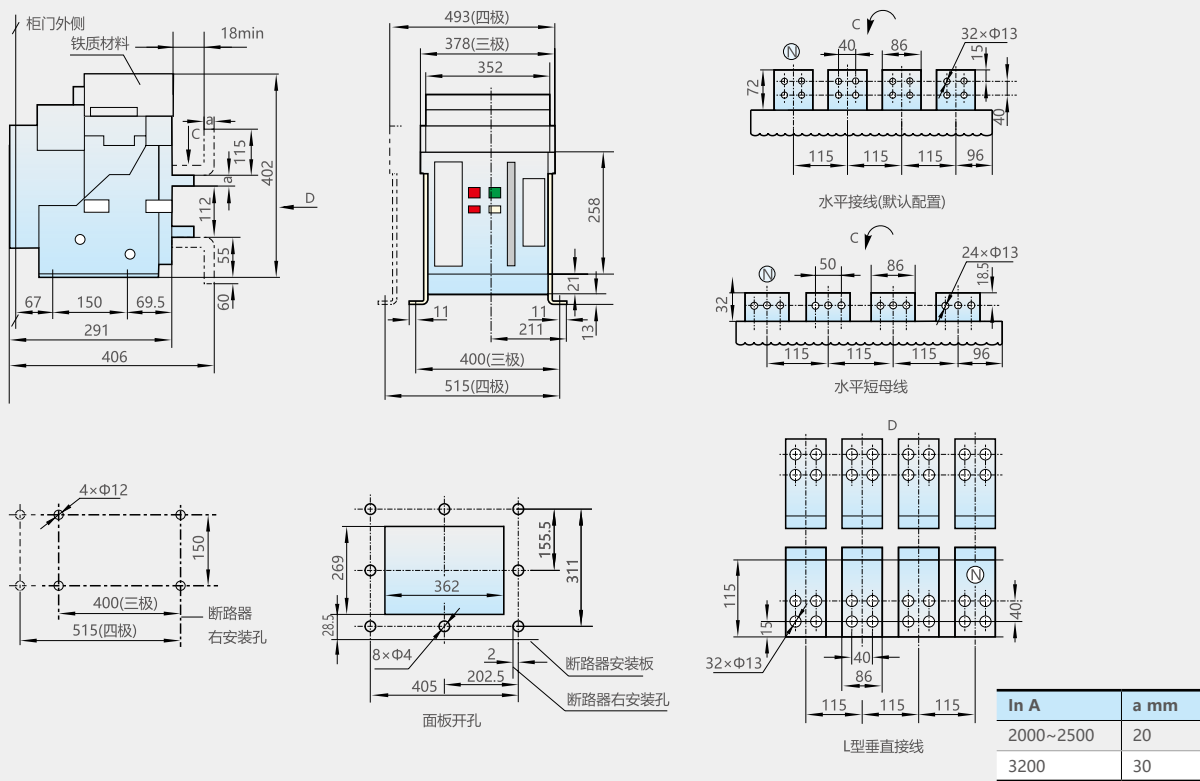 柜门外侧
铁质材料
18min
a
C
115
402
a
D
112
55
60
67
150
69.5
291
406
493(四极)
378(三极)
352
258
21
11
11
13
211
400(三极)
515(四极)
C
N
40
86
32×Φ13
15
72
40
115
115
115
96
水平接线(默认配置)
C
N
50
86
24×Φ13
18.5
32
115
115
115
96
水平短母线
4×Φ12
150
400(三极)
515(四极)
断路器
右安装孔
269
362
155.5
311
28.5
8×Φ4
2
202.5
405
断路器安装板
断路器右安装孔
面板开孔
D
N
115
15
40
32×Φ13
40
86
115
115
115
L型垂直接线
In A a mm
2000~2500 20
3200 30